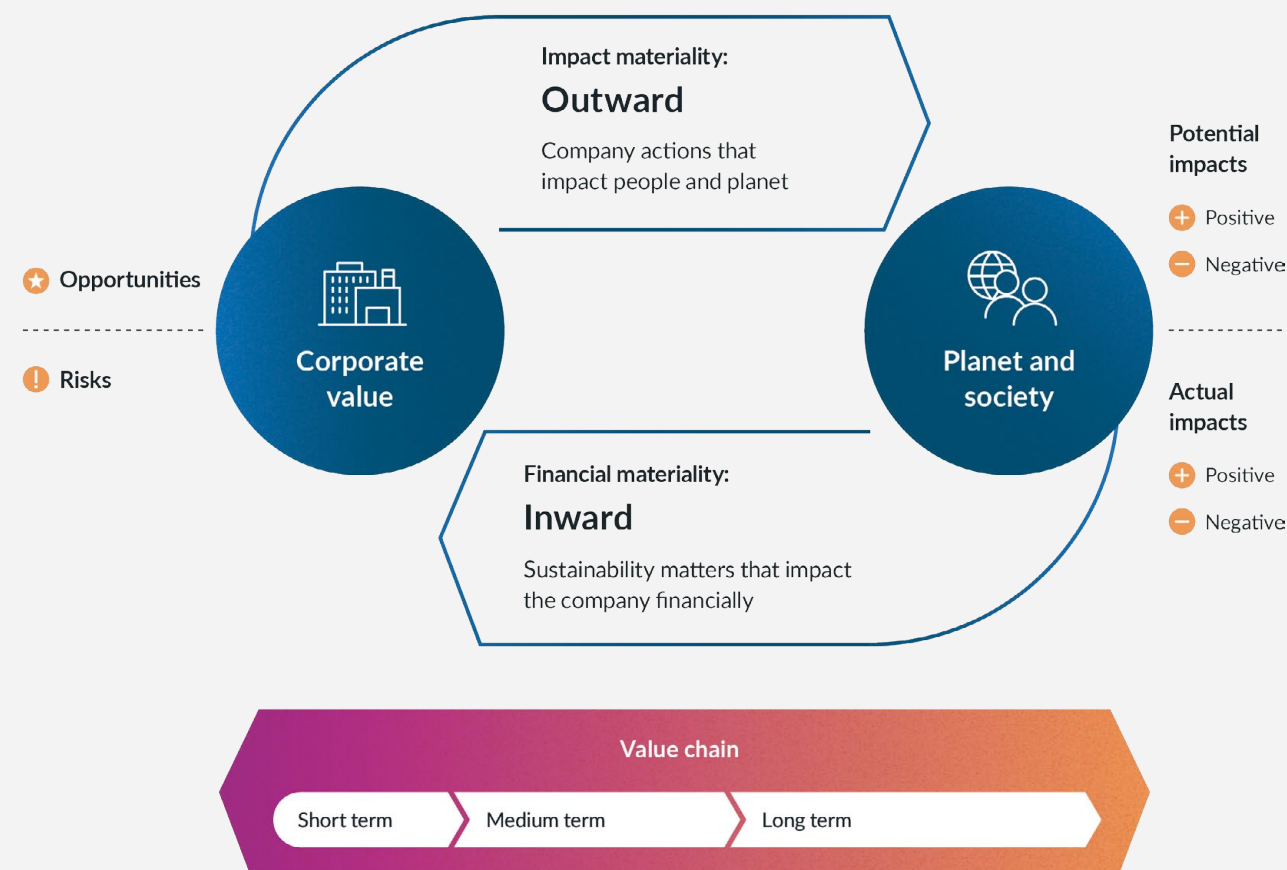 Impact materiality:
Outward
Company actions that
impact people and planet
Opportunities
Risks
Corporate
value
Planet and
society
Potential
impacts
Positive
Negative
Actual
impacts
Positive
Negative
Financial materiality:
Inward
Sustainability matters that impact
the company financially
Value chain
Short term
Medium term
Long term